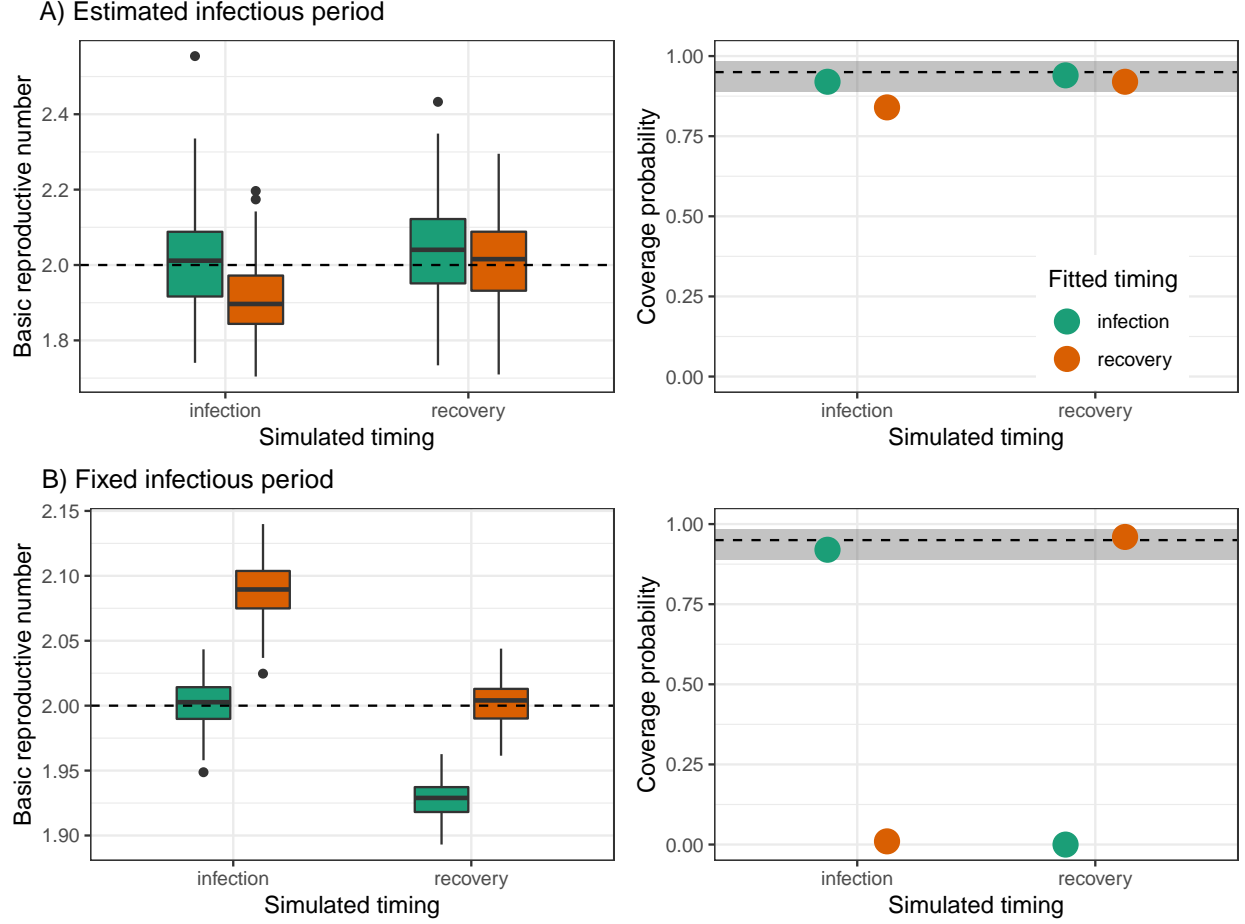 A) Estimated infectious period
Basic reproductive number
2.4
2.2
2.0
1.8
infection
recovery
Simulated timing
Coverage probability
1.00
0.75
0.50
0.25
0.00
Fitted timing
infection
recovery
infection
recovery
Simulated timing
B) Fixed infectious period
Basic reproductive number
2.15
2.10
2.05
2.00
1.95
1.90
infection
recovery
Simulated timing
Coverage probability
1.00
0.75
0.50
0.25
0.00
infection
recovery
Simulated timing